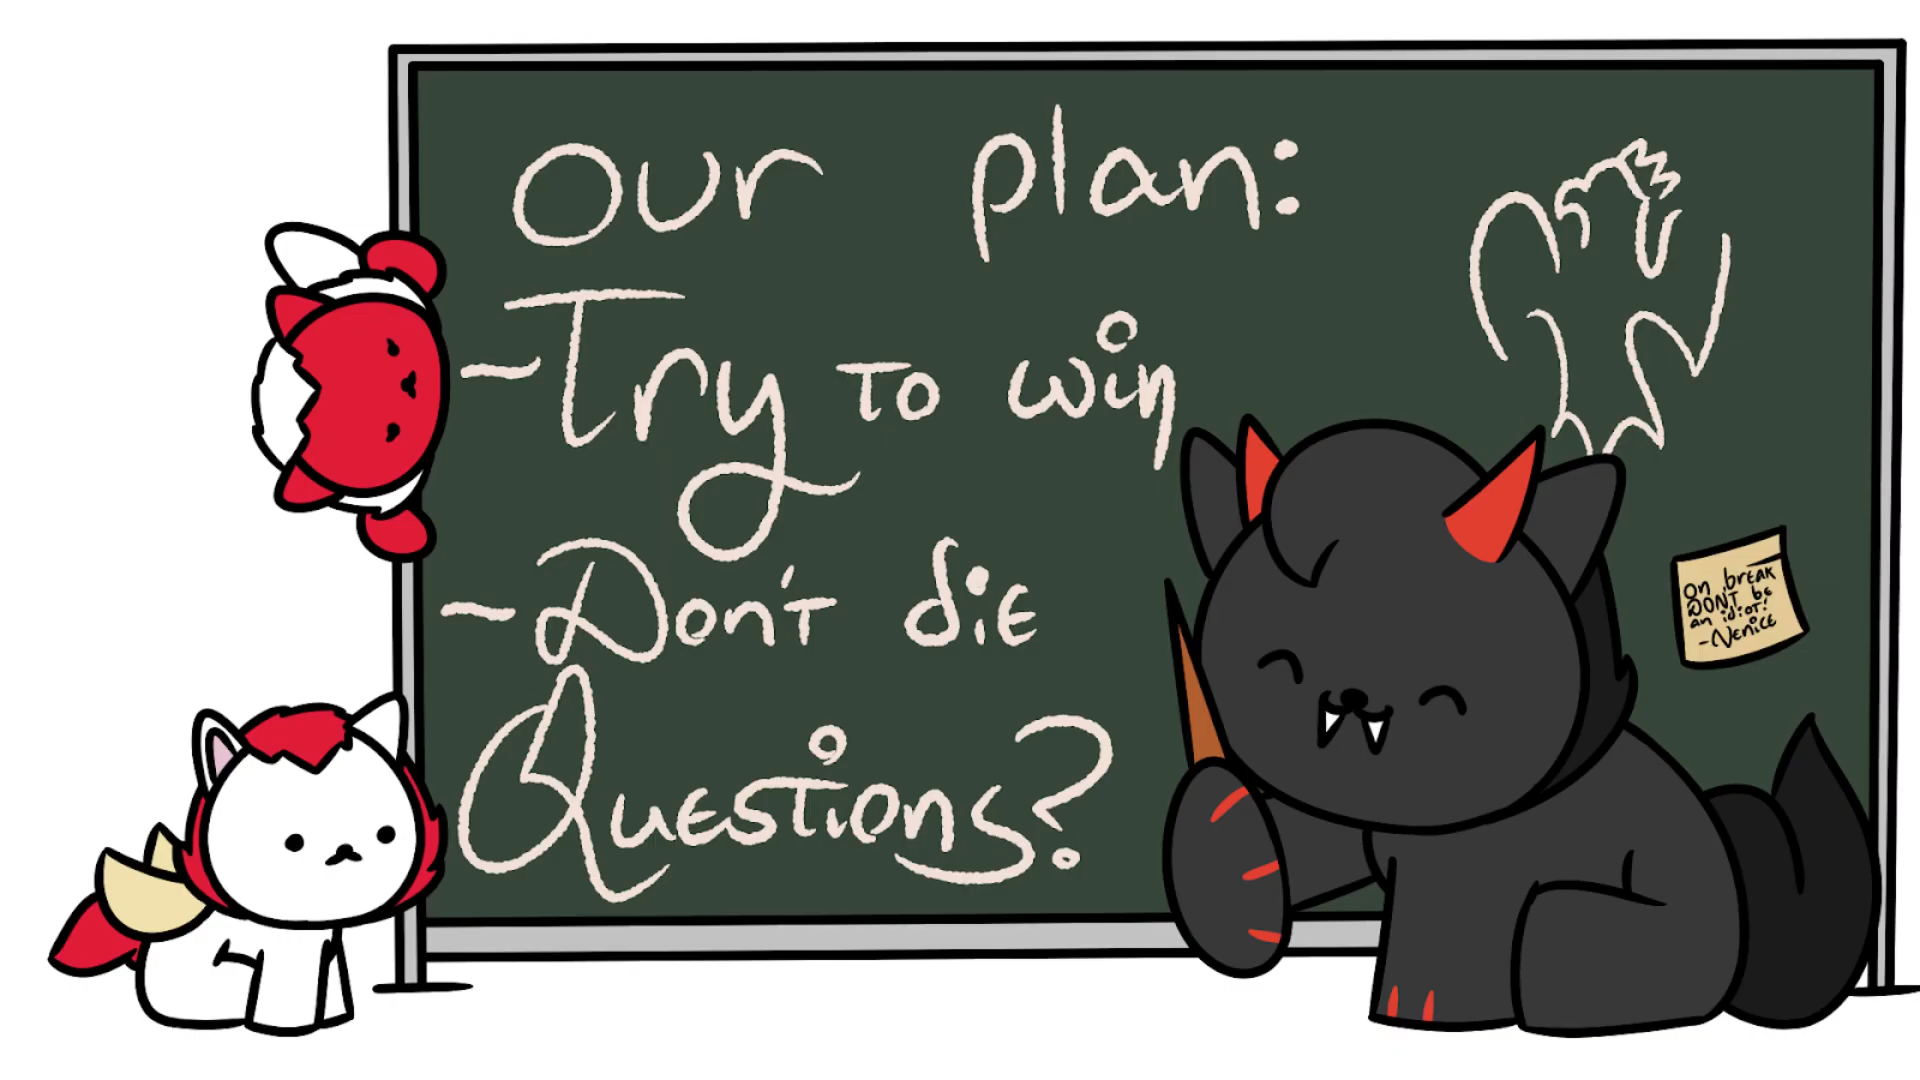 Our plan:
-Try to win
-Don't die
Questions?
On break
DON'T be
an idiot!
-Venice